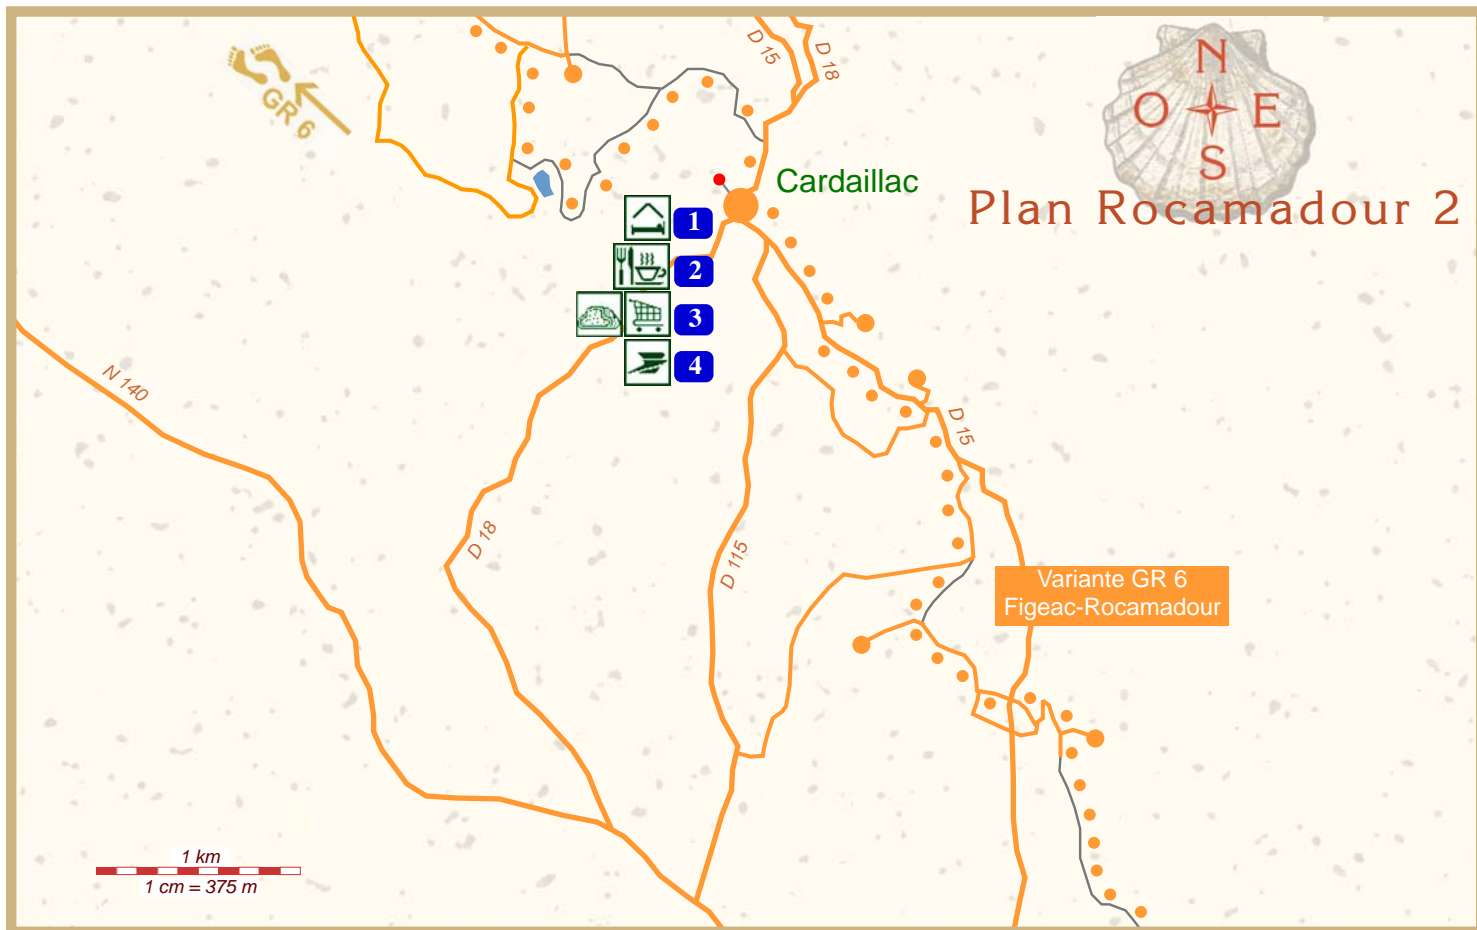 D 15
D 18
N
O E
S
GR 6
Cardaillac
Plan Rocamadour 2
1
2
3
4
N 140
D 15
D 18
D 115
Variante GR 6
Figeac-Rocamadour
1 km
1 cm = 375 m